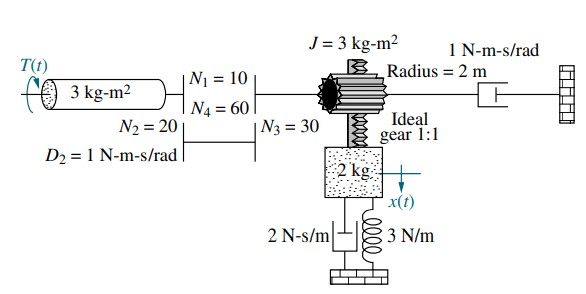 J = 3 kg-m²
1 N-m-s/rad
T(t)
Radius = 2 m
3 kg-m²
N₁ = 10
N₄ = 60
Ideal
gear 1:1
N₂ = 20
N₃ = 30
D₂ = 1 N-m-s/rad
2 kg
x(t)
2 N-s/m
3 N/m